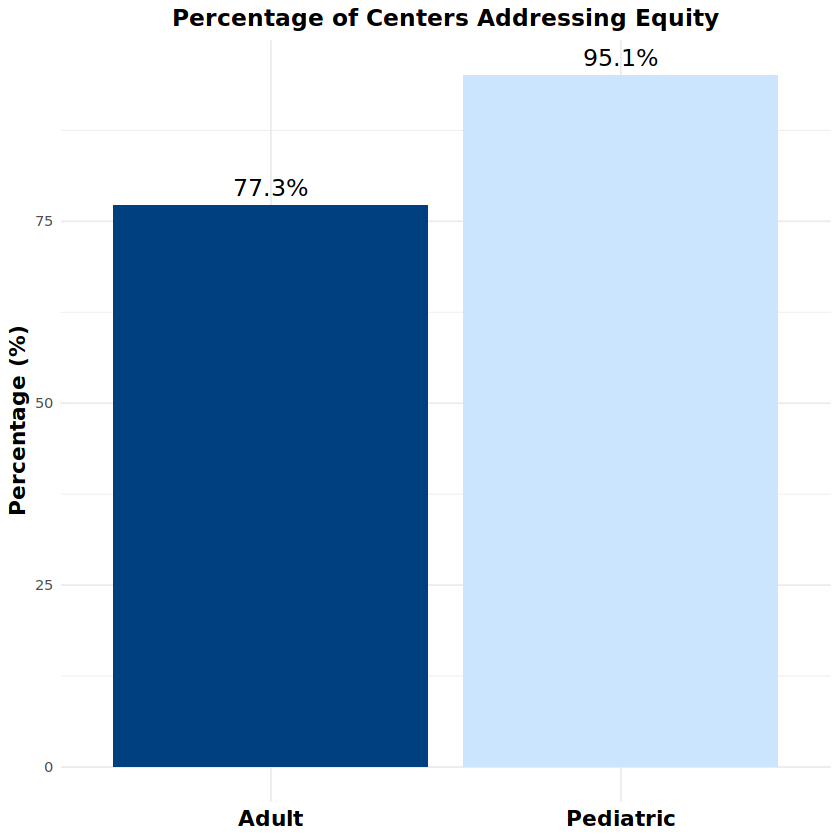 Percentage of Centers Addressing Equity
95.1%
77.3%
75
50
25
0
Percentage (%)
Adult
Pediatric